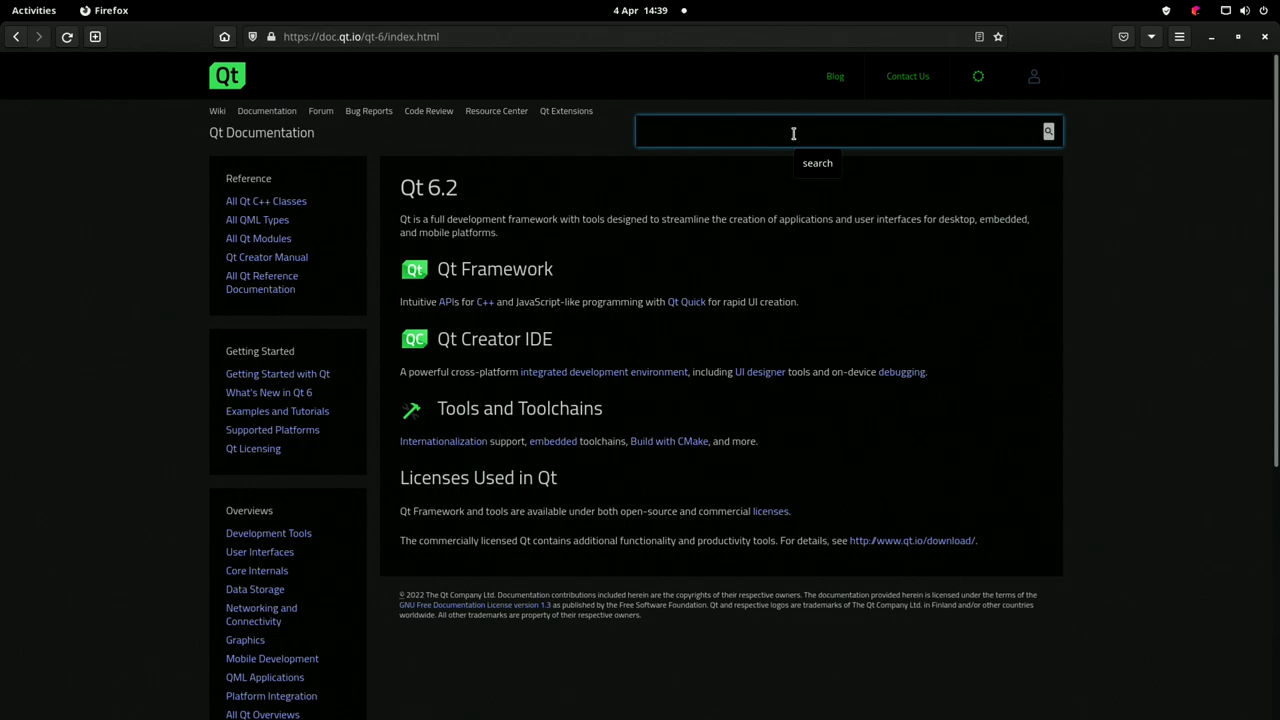 Activities
Firefox
4 Apr 14:39
https://doc.qt.io/qt-6/index.html
Qt
Blog
Contact Us
Wiki
Documentation
Forum
Bug Reports
Code Review
Resource Center
Qt Extensions
Qt Documentation
search
Reference
All Qt C++ Classes
All QML Types
All Qt Modules
Qt Creator Manual
All Qt Reference
Documentation
Getting Started
Getting Started with Qt
What's New in Qt 6
Examples and Tutorials
Supported Platforms
Qt Licensing
Overviews
Development Tools
User Interfaces
Core Internals
Data Storage
Networking and
Connectivity
Graphics
Mobile Development
QML Applications
Platform Integration
All Qt Overviews
Qt 6.2
Qt is a full development framework with tools designed to streamline the creation of applications and user interfaces for desktop, embedded,
and mobile platforms.
Qt
Qt Framework
Intuitive APIs for C++ and JavaScript-like programming with Qt Quick for rapid UI creation.
QC
Qt Creator IDE
A powerful cross-platform integrated development environment, including UI designer tools and on-device debugging.
Tools and Toolchains
Internationalization support, embedded toolchains, Build with CMake, and more.
Licenses Used in Qt
Qt Framework and tools are available under both open-source and commercial licenses.
The commercially licensed Qt contains additional functionality and productivity tools. For details, see http://www.qt.io/download/.
© 2022 The Qt Company Ltd. Documentation contributions included herein are the copyrights of their respective owners. The documentation provided herein is licensed under the terms of the
GNU Free Documentation License version 1.3 as published by the Free Software Foundation. Qt and respective logos are trademarks of The Qt Company Ltd. in Finland and/or other countries
worldwide. All other trademarks are property of their respective owners.